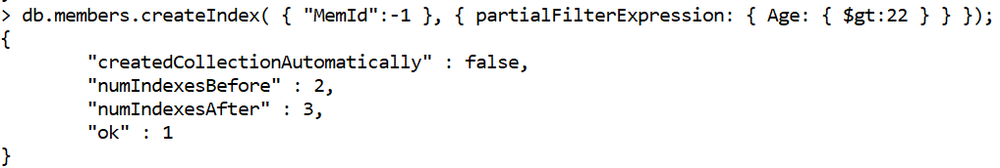 > db.members.createIndex( { "MemId":-1 }, { partialFilterExpression: { Age: { $gt:22 } } });
{
        "createdCollectionAutomatically" : false,
        "numIndexesBefore" : 2,
        "numIndexesAfter" : 3,
        "ok" : 1
}